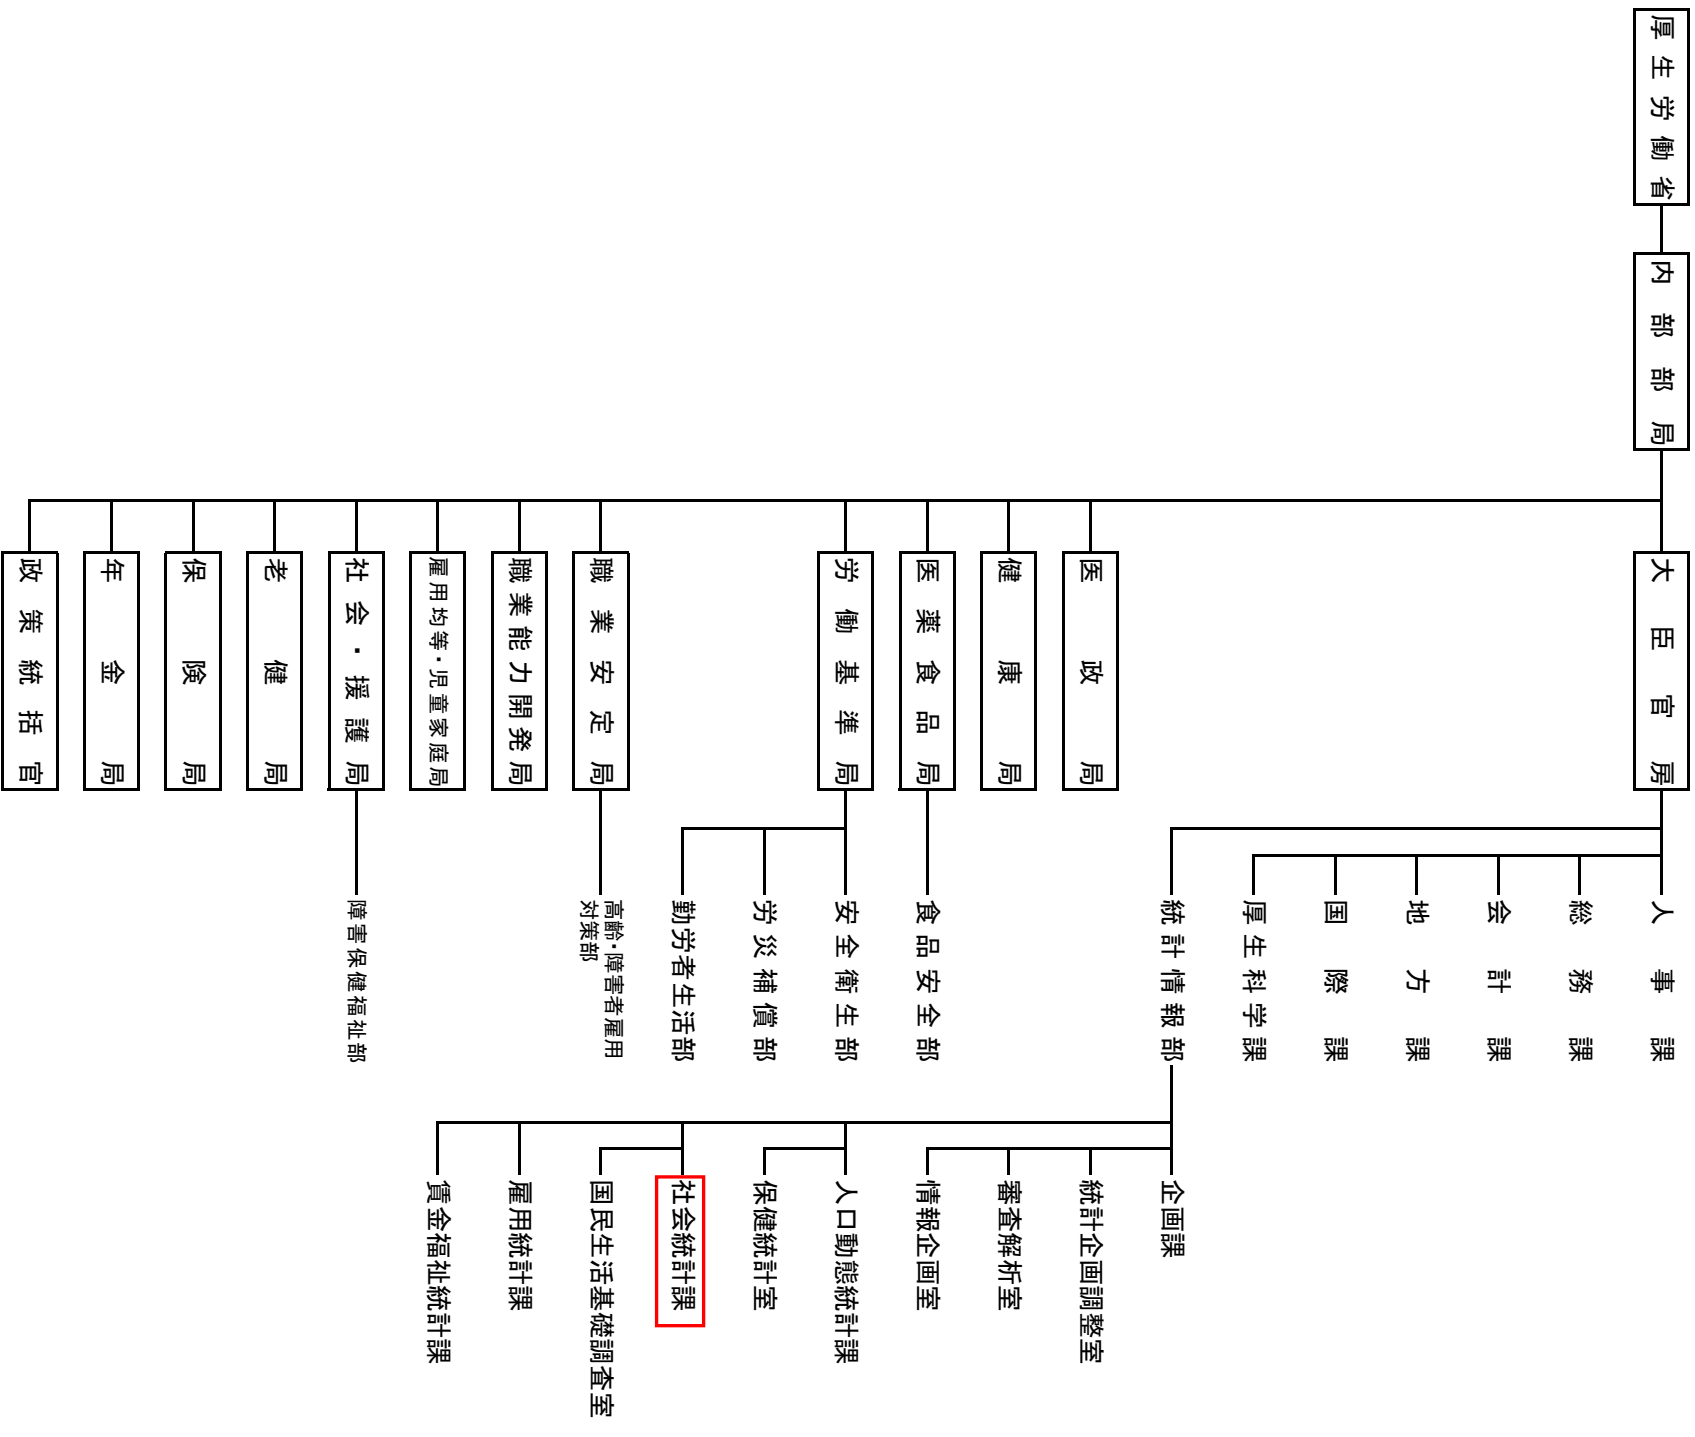 厚生労働省
内部部局
大臣官房
人事課
総務課
会計課
地方課
国際課
厚生科学課
統計情報部
企画課
統計企画調整室
審査解析室
情報企画室
人口動態統計課
保健統計室
社会統計課
国民生活基礎調査室
雇用統計課
賃金福祉統計課
医政局
健康局
医薬食品局
食品安全部
労働基準局
安全衛生部
労災補償部
勤労者生活部
職業安定局
高齢・障害者雇用
対策部
職業能力開発局
雇用均等・児童家庭局
社会・援護局
障害保健福祉部
老健局
保険局
年金局
政策統括官